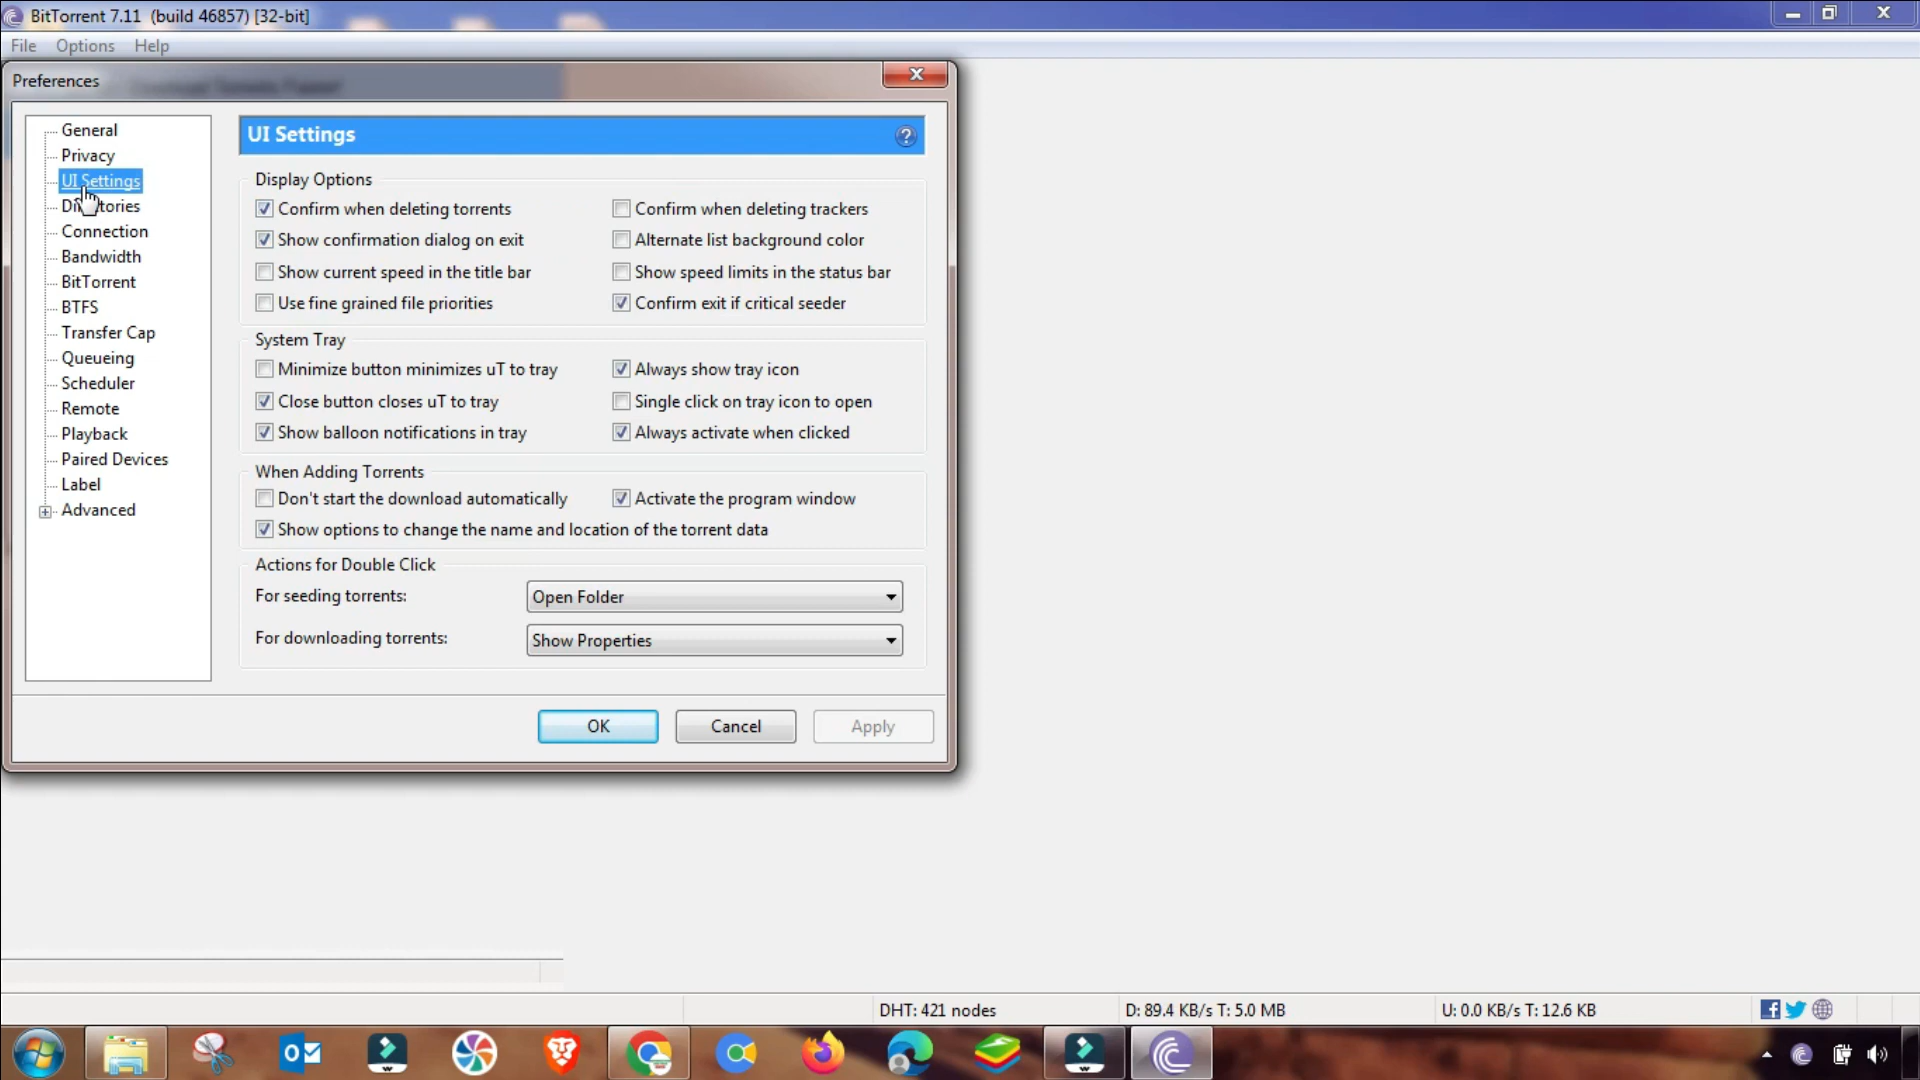 BitTorrent 7.11 (build 46857) [32-bit]
File Options Help
Preferences
General
Privacy
UI Settings
Directories
Connection
Bandwidth
BitTorrent
BTFS
Transfer Cap
Queueing
Scheduler
Remote
Playback
Paired Devices
Label
Advanced
UI Settings
Display Options
Confirm when deleting torrents
Confirm when deleting trackers
Show confirmation dialog on exit
Alternate list background color
Show current speed in the title bar
Show speed limits in the status bar
Use fine grained file priorities
Confirm exit if critical seeder
System Tray
Minimize button minimizes uT to tray
Always show tray icon
Close button closes uT to tray
Single click on tray icon to open
Show balloon notifications in tray
Always activate when clicked
When Adding Torrents
Don't start the download automatically
Activate the program window
Show options to change the name and location of the torrent data
Actions for Double Click
For seeding torrents:
Open Folder
For downloading torrents:
Show Properties
OK
Cancel
Apply
DHT: 421 nodes
D: 89.4 KB/s T: 5.0 MB
U: 0.0 KB/s T: 12.6 KB